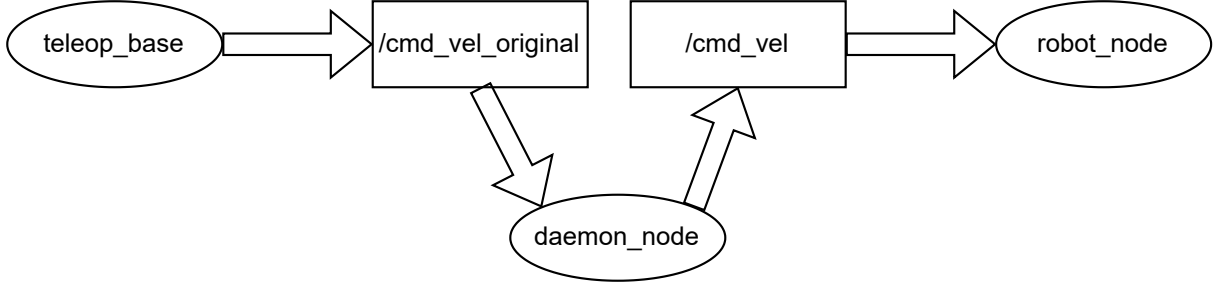 teleop_base
/cmd_vel_original
/cmd_vel
robot_node
daemon_node